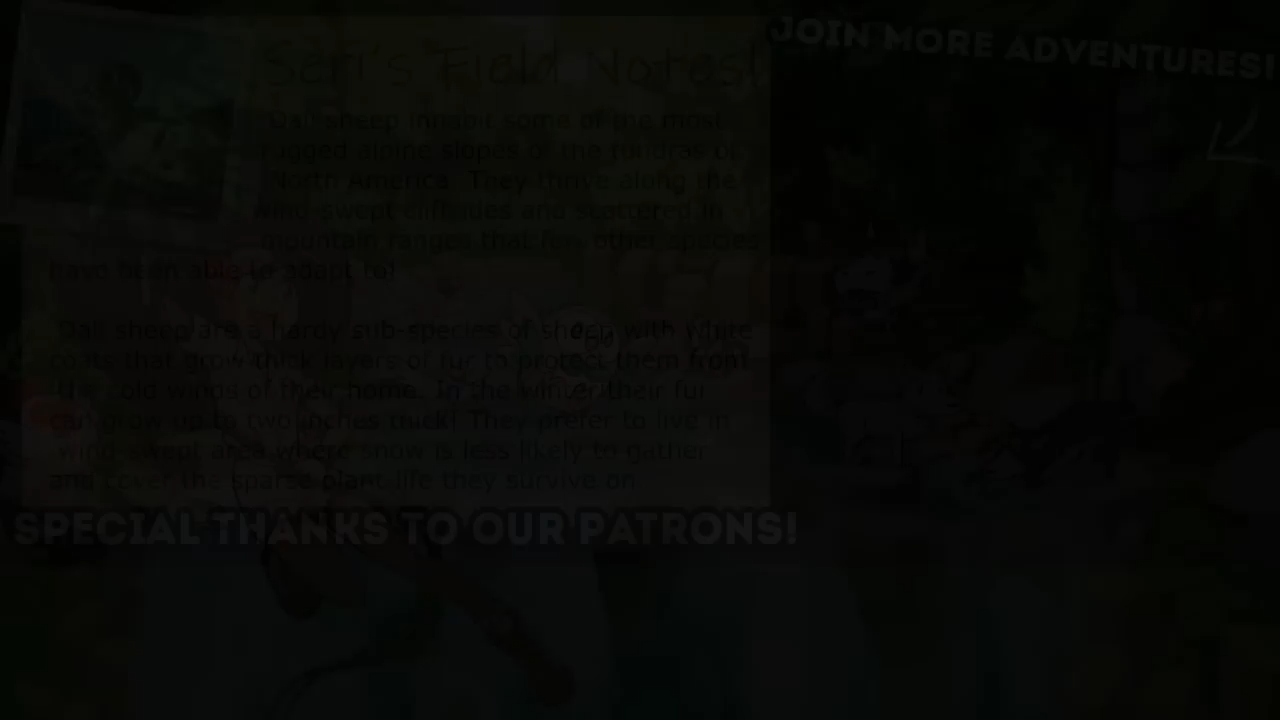 Seri's Field Notes!
JOIN MORE ADVENTURES!
Dall sheep inhabit some of the most
rugged alpine slopes of the tundras of
North America. They thrive along the
wind-swept cliffsides and scattered in
mountain ranges that few other species
have been able to adapt to!
Dall sheep are a hardy sub-species of sheep with white
coats that grow thick layers of fur to protect them from
the cold winds of their home. In the winter their fur
can grow up to two inches thick! They prefer to live in
wind-swept area where snow is less likely to gather
and cover the sparse plant life they survive on
SPECIAL THANKS TO OUR PATRONS!